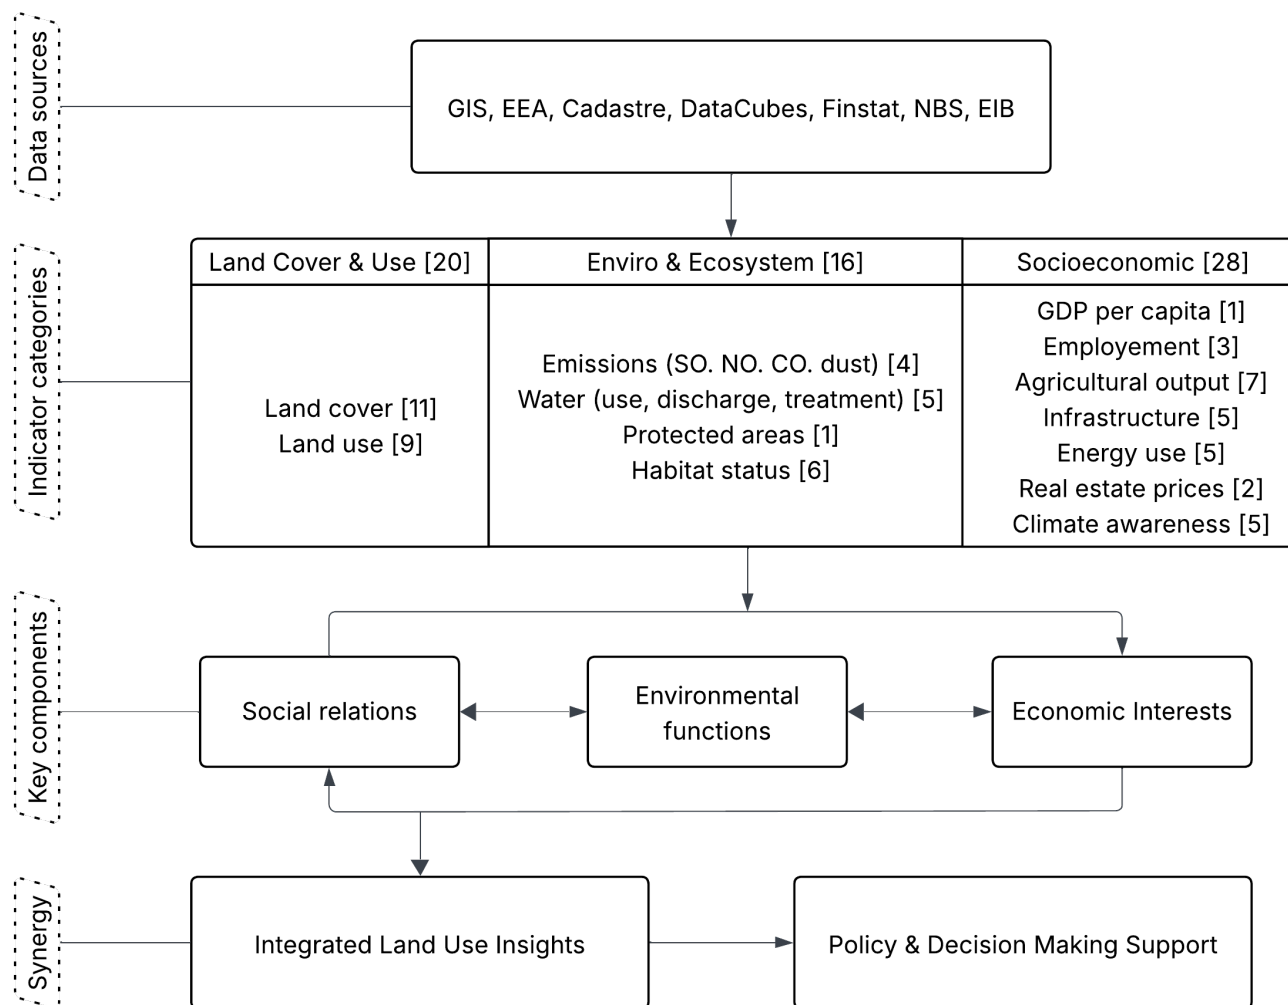 Data sources
GIS, EEA, Cadastre, DataCubes, Finstat, NBS, EIB
Indicator categories
Land Cover & Use [20]
Enviro & Ecosystem [16]
Socioeconomic [28]
Land cover [11]
Land use [9]
Emissions (SO. NO. CO. dust) [4]
Water (use, discharge, treatment) [5]
Protected areas [1]
Habitat status [6]
GDP per capita [1]
Employement [3]
Agricultural output [7]
Infrastructure [5]
Energy use [5]
Real estate prices [2]
Climate awareness [5]
Key components
Social relations
Environmental
functions
Economic Interests
Synergy
Integrated Land Use Insights
Policy & Decision Making Support